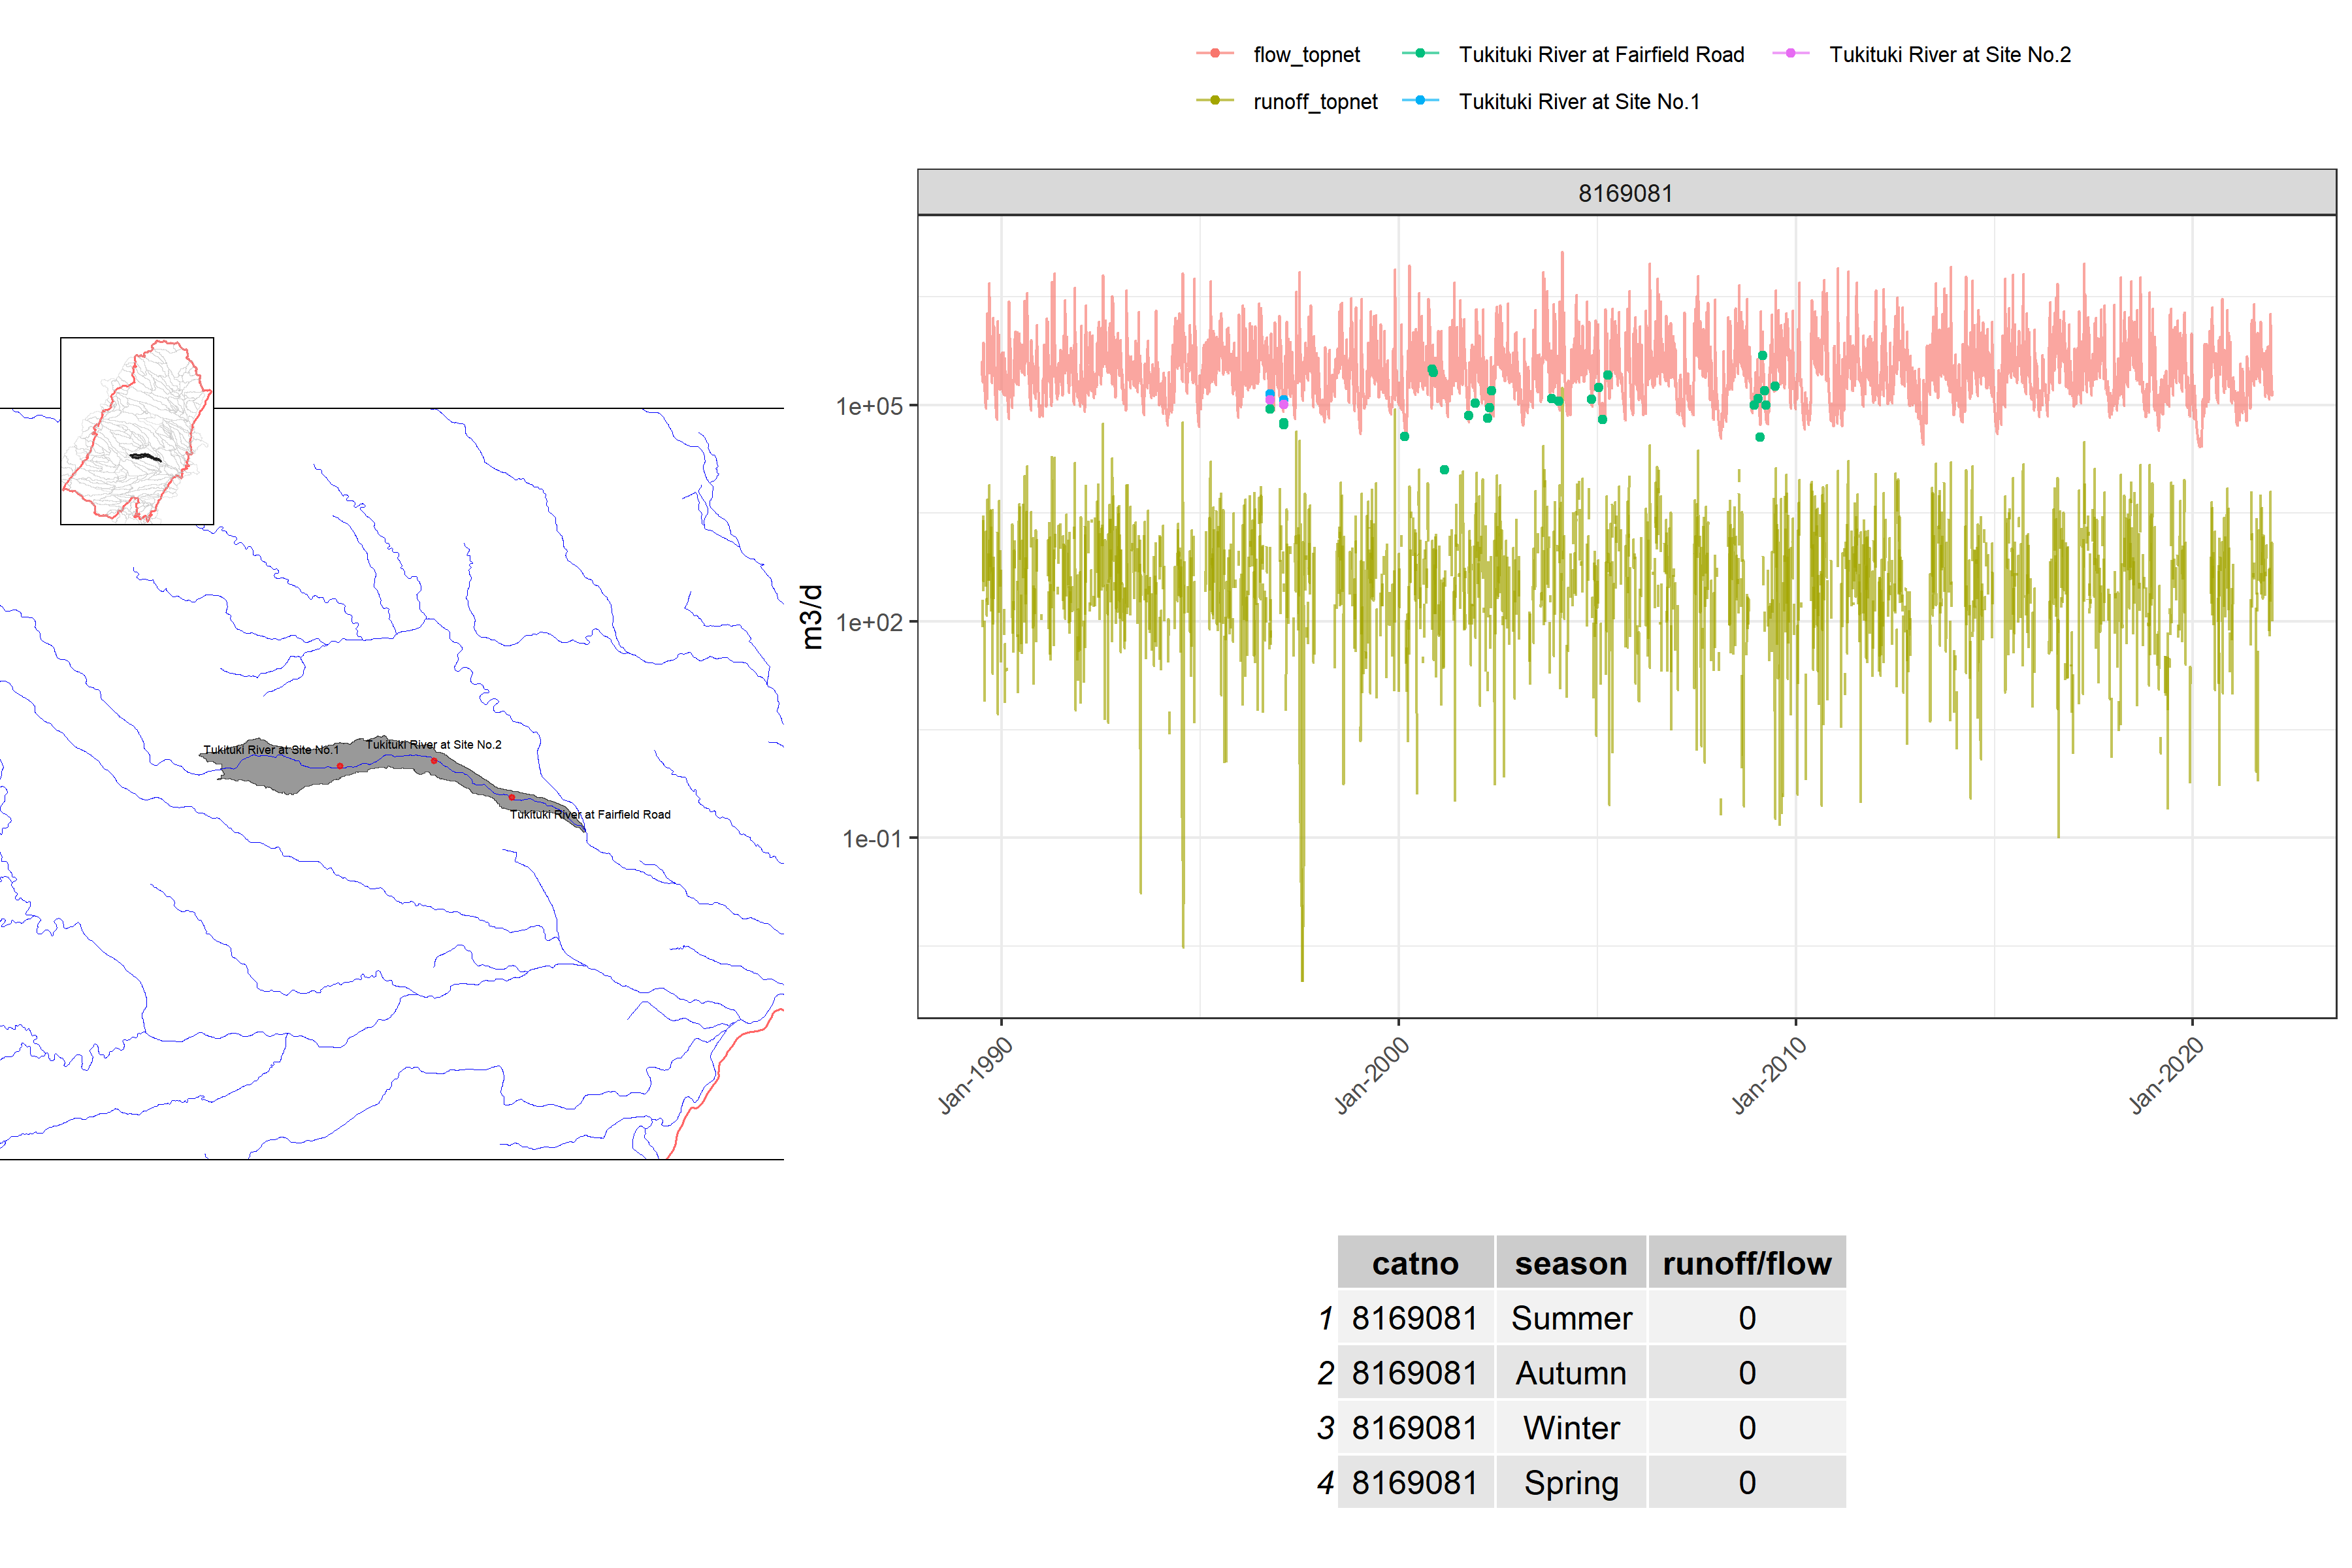 flow_topnet Tukituki River at Fairfield Road Tukituki River at Site No.2
runoff_topnet Tukituki River at Site No.1
8169081
1e+05
1e+02
1e-01
m3/d
Jan-1990 Jan-2000 Jan-2010 Jan-2020
Tukituki River at Site No.1
Tukituki River at Site No.2
Tukituki River at Fairfield Road
catno season runoff/flow
1 8169081 Summer 0
2 8169081 Autumn 0
3 8169081 Winter 0
4 8169081 Spring 0